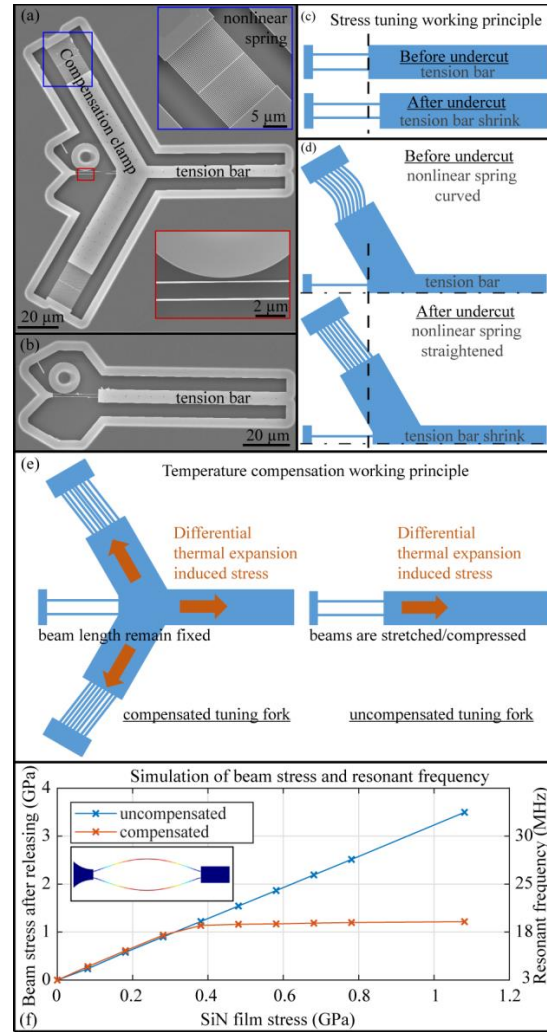 (a)
nonlinear
spring
5 µm
Compensation clamp
tension bar
20 µm
2 µm
(b)
tension bar
20 µm
(c) Stress tuning working principle
Before undercut
tension bar
After undercut
tension bar shrink
(d)
Before undercut
nonlinear spring
curved
tension bar
After undercut
nonlinear spring
straightened
tension bar shrink
(e) Temperature compensation working principle
Differential
thermal expansion
induced stress
beam length remain fixed
compensated tuning fork
Differential
thermal expansion
induced stress
beams are stretched/compressed
uncompensated tuning fork
Simulation of beam stress and resonant frequency
uncompensated
compensated
Beam stress after releasing (GPa)
4
3
2
1
0
Resonant frequency (MHz)
30
25
18
3
0 0.2 0.4 0.6 0.8 1 1.2
SiN film stress (GPa)
(f)